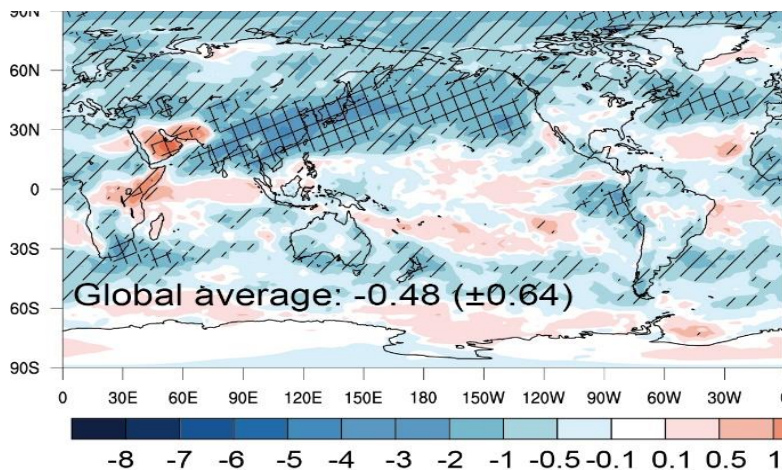 90N
60N
30N
0
30S
Global average: -0.48 (±0.64)
60S
90S
0 30E 60E 90E 120E 150E 180 150W 120W 90W 60W 30W
-8 -7 -6 -5 -4 -3 -2 -1 -0.5 -0.1 0.1 0.5 1